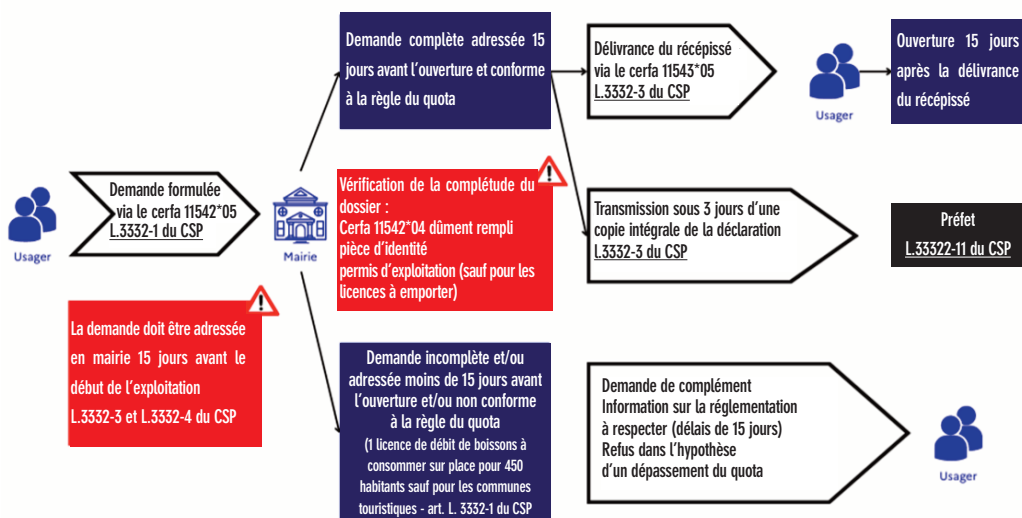 Usager
Demande formulée
via le cerfa 11542*05
L.3332-1 du CSP
Mairie
La demande doit être adressée
en mairie 15 jours avant le
début de l'exploitation
L.3332-3 et L.3332-4 du CSP
Demande complète adressée 15
jours avant l'ouverture et conforme
à la règle du quota
Vérification de la complétude du
dossier :
Cerfa 11542*04 dûment rempli
pièce d'identité
permis d'exploitation (sauf pour les
licences à emporter)
Demande incomplète et/ou
adressée moins de 15 jours avant
l'ouverture et/ou non conforme
à la règle du quota
(1 licence de débit de boissons à
consommer sur place pour 450
habitants sauf pour les communes
touristiques - art. L. 3332-1 du CSP
Délivrance du récépissé
via le cerfa 11543*05
L.3332-3 du CSP
Usager
Ouverture 15 jours
après la délivrance
du récépissé
Transmission sous 3 jours d'une
copie intégrale de la déclaration
L.3332-3 du CSP
Préfet
L.33322-11 du CSP
Demande de complément
Information sur la réglementation
à respecter (délais de 15 jours)
Refus dans l'hypothèse
d'un dépassement du quota
Usager